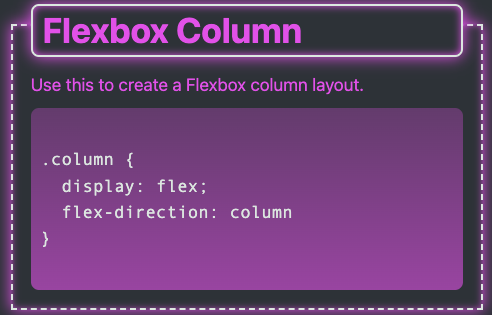 Flexbox Column
Use this to create a Flexbox column layout.
.column {
  display: flex;
  flex-direction: column
}